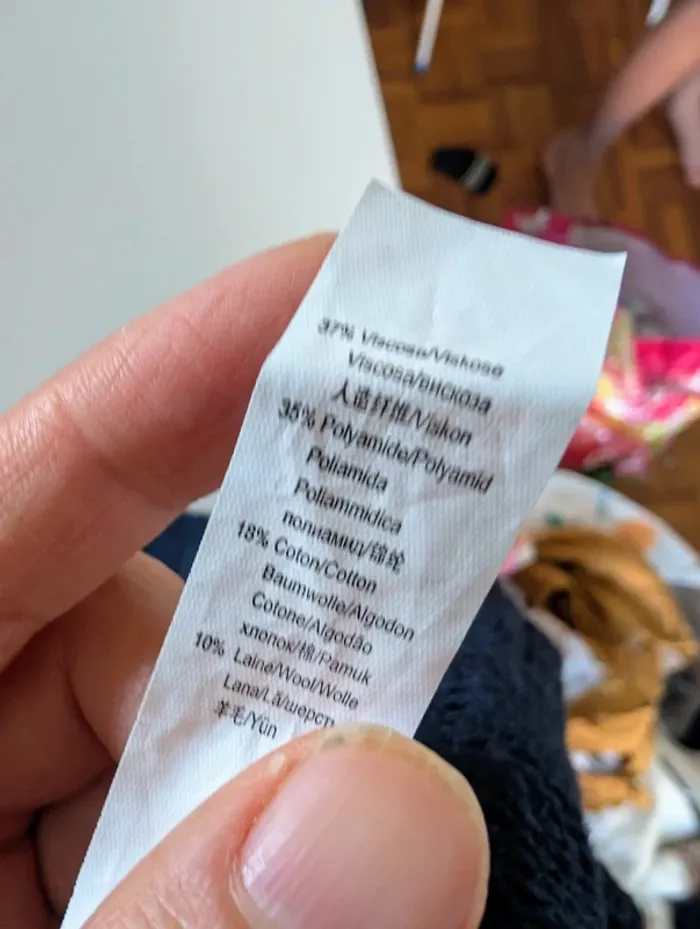 37% Viscose/Viskose
Viscosa/вискоза
人造纤维/Viskon
35% Polyamide/Polyamid
Poliamida
Poliammidica
полиамид/锦纶
18% Coton/Cotton
Baumwolle/Algodon
Cotone/Algodão
хлопок/棉/Pamuk
10% Laine/Wool/Wolle
Lana/Lã/шерсть
羊毛/Yün